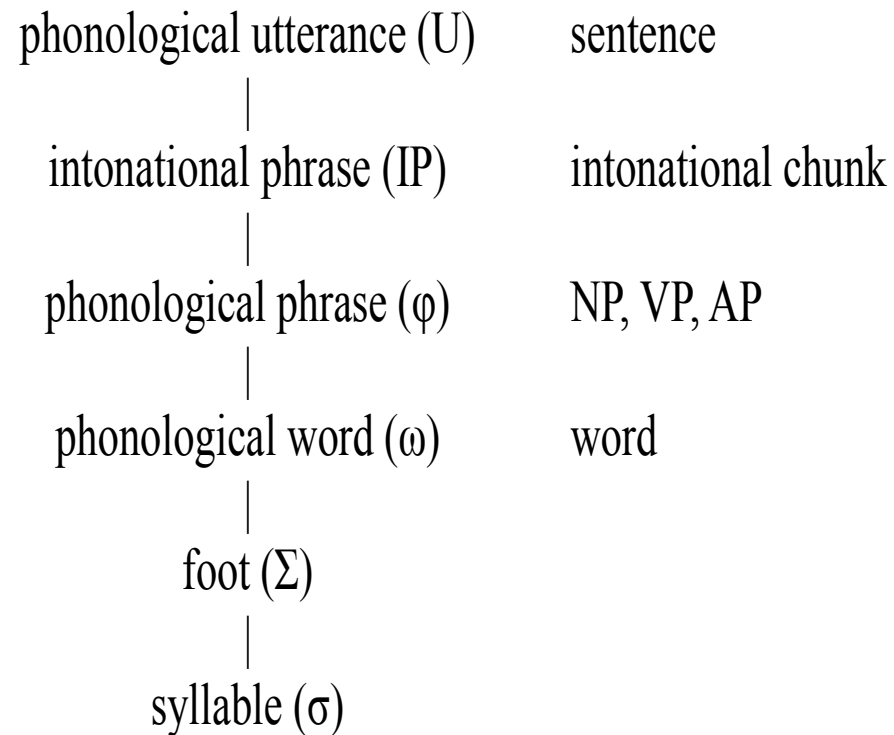 phonological utterance (U) sentence
intonational phrase (IP) intonational chunk
phonological phrase (φ) NP, VP, AP
phonological word (ω) word
foot (Σ)
syllable (σ)